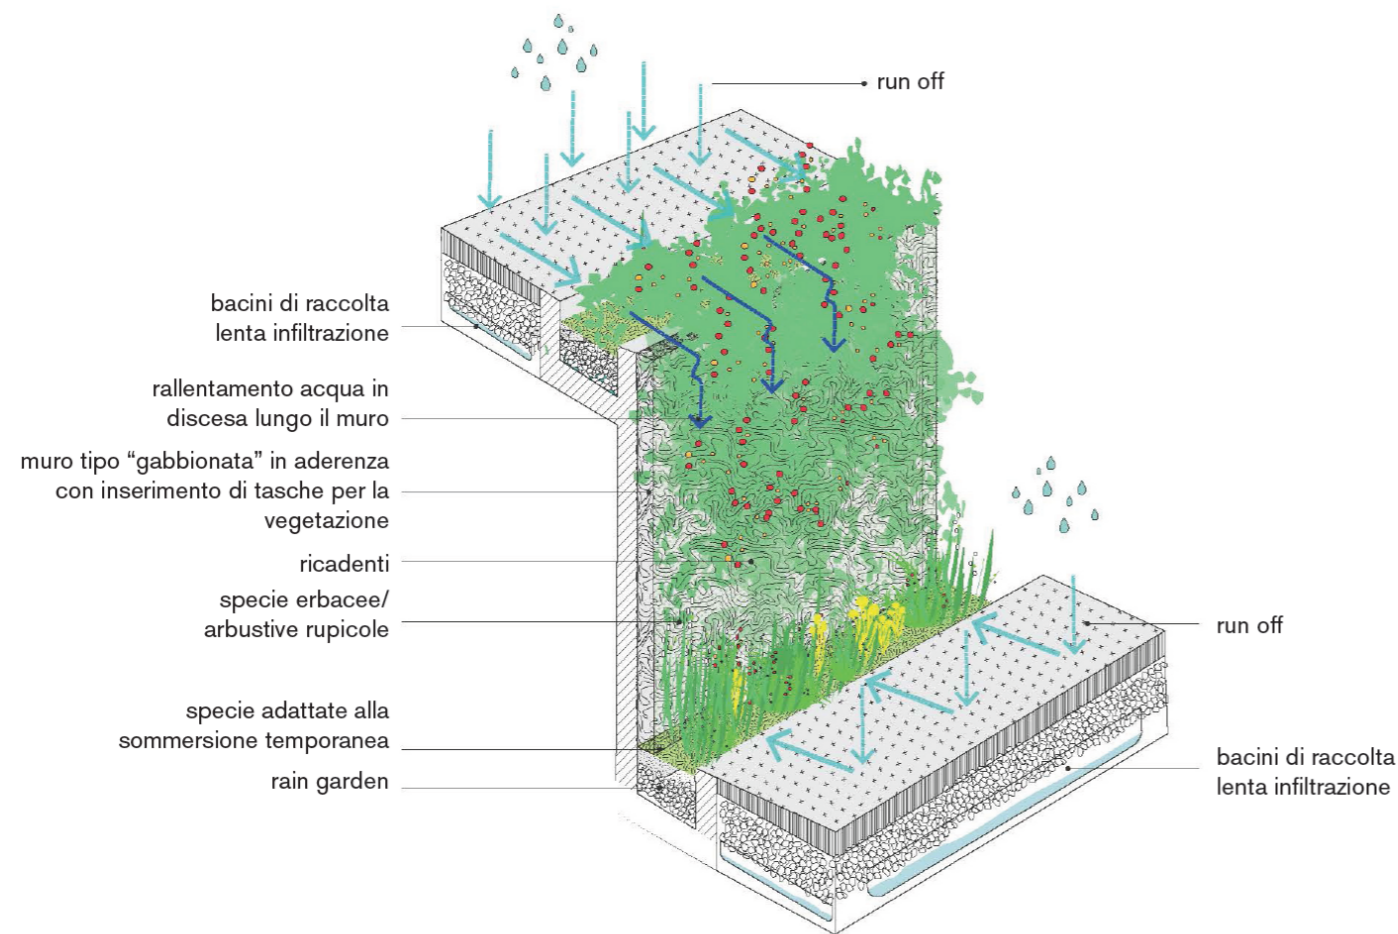 run off
bacini di raccolta
lenta infiltrazione
rallentamento acqua in
discesa lungo il muro
muro tipo “gabbionata” in aderenza
con inserimento di tasche per la
vegetazione
ricadenti
specie erbacee/
arbustive rupicole
specie adattate alla
sommersione temporanea
rain garden
run off
bacini di raccolta
lenta infiltrazione